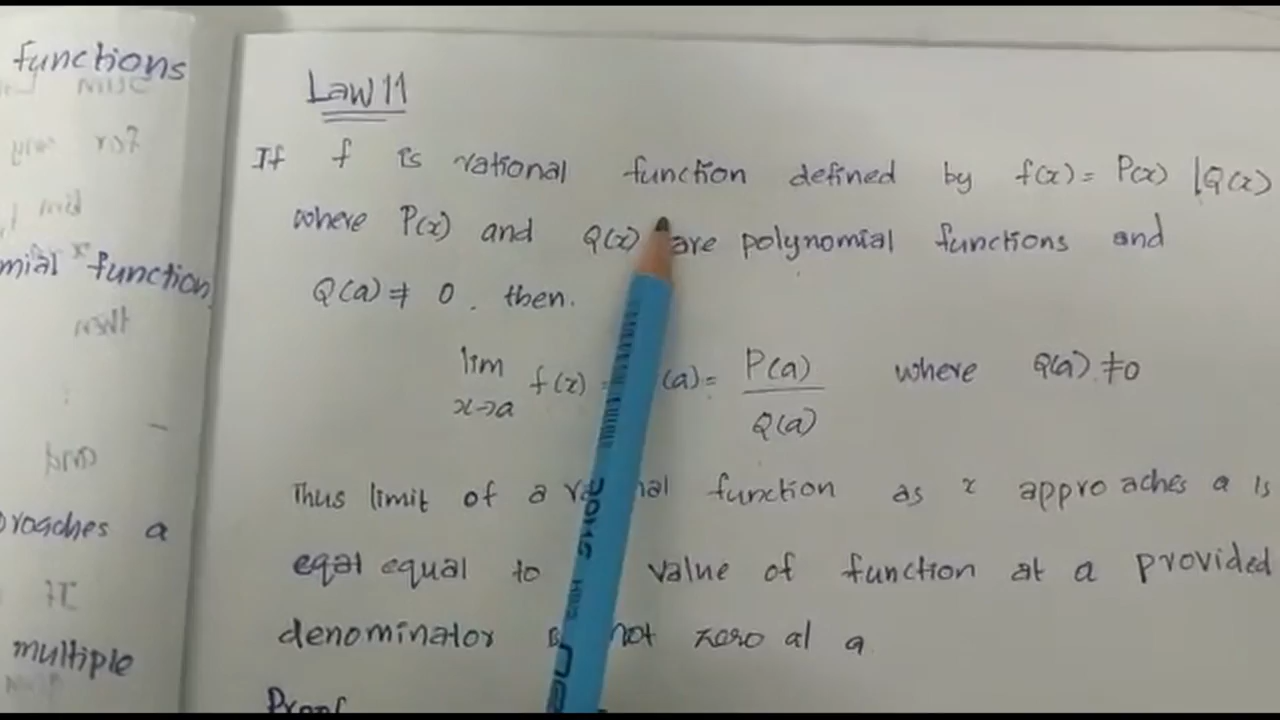 functions
mial function
and
roaches a
multiple
Law 11
If f is rational function defined by f(x) = P(x) |Q(x)
where P(x) and Q(x) are polynomial functions and
Q(a) ≠ 0. then.
lim x→a f(x) = (a) = P(a)/Q(a) where Q(a) ≠ 0
Thus limit of a function as x approaches a is
eqat equal to value of function at a provided
denominator not zero al a
Proof